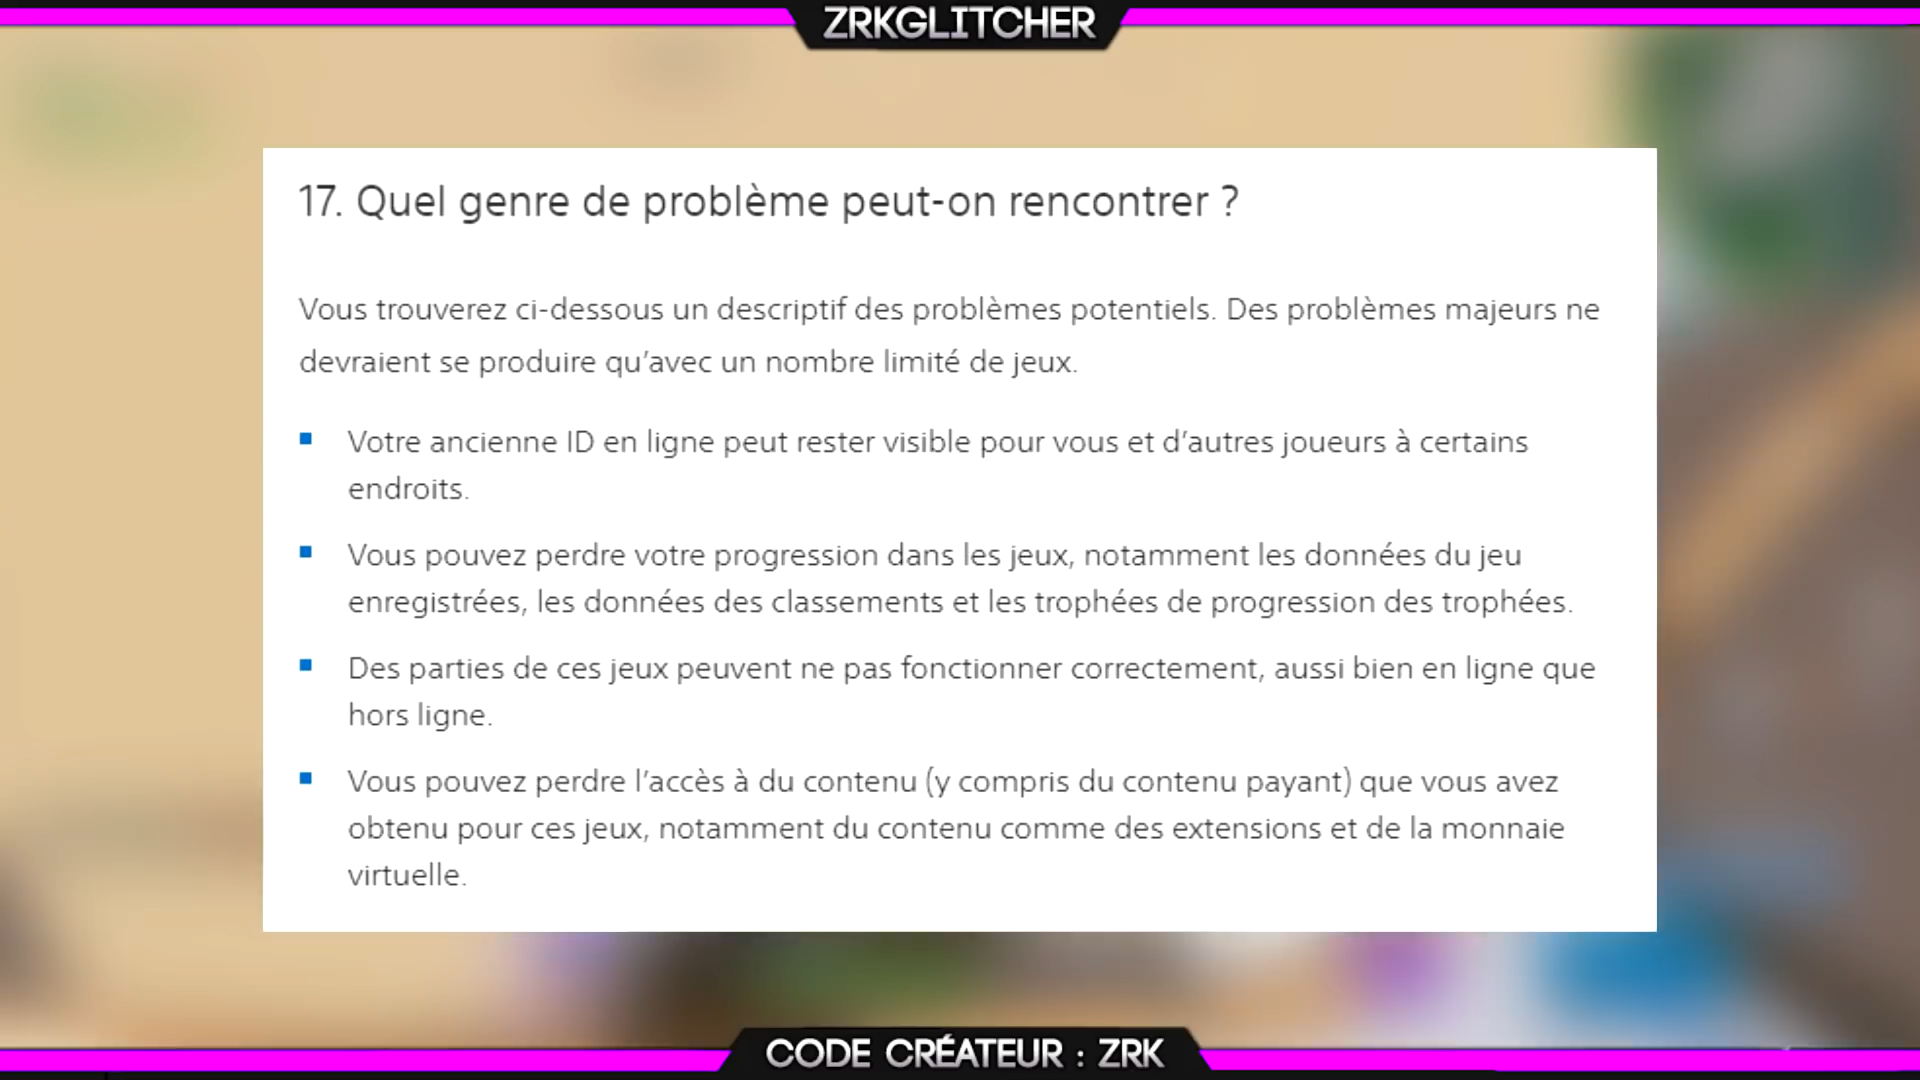 ZRKGLITCHER
17. Quel genre de problème peut-on rencontrer ?
Vous trouverez ci-dessous un descriptif des problèmes potentiels. Des problèmes majeurs ne
devraient se produire qu’avec un nombre limité de jeux.
Votre ancienne ID en ligne peut rester visible pour vous et d’autres joueurs à certains
endroits.
Vous pouvez perdre votre progression dans les jeux, notamment les données du jeu
enregistrées, les données des classements et les trophées de progression des trophées.
Des parties de ces jeux peuvent ne pas fonctionner correctement, aussi bien en ligne que
hors ligne.
Vous pouvez perdre l’accès à du contenu (y compris du contenu payant) que vous avez
obtenu pour ces jeux, notamment du contenu comme des extensions et de la monnaie
virtuelle.
CODE CRÉATEUR : ZRK